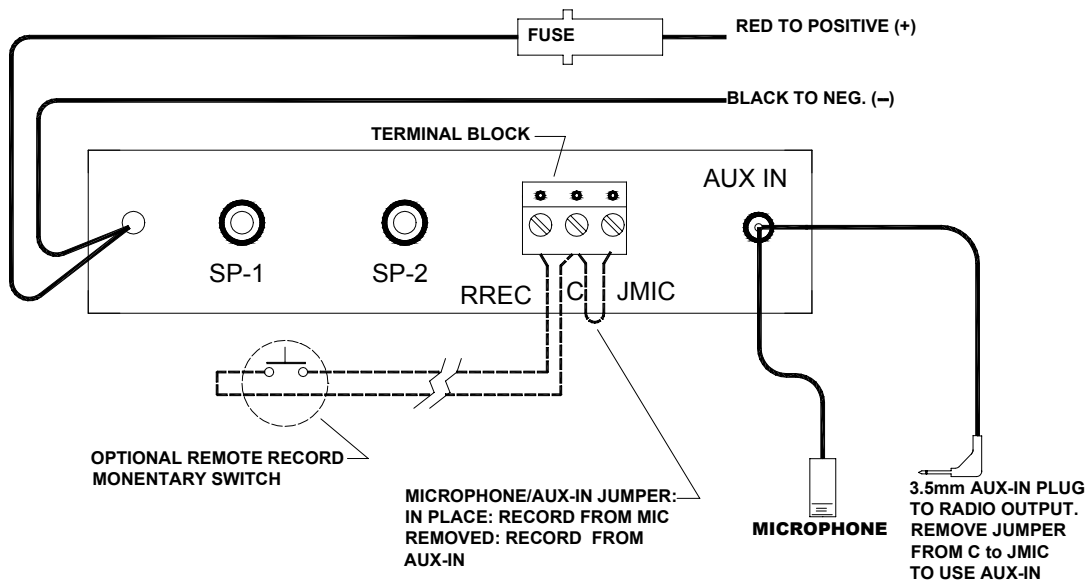 FUSE
RED TO POSITIVE (+)
BLACK TO NEG. (–)
TERMINAL BLOCK
AUX IN
SP-1
SP-2
RREC
C
JMIC
OPTIONAL REMOTE RECORD
MONENTARY SWITCH
MICROPHONE/AUX-IN JUMPER:
IN PLACE: RECORD FROM MIC
REMOVED: RECORD FROM
AUX-IN
MICROPHONE
3.5mm AUX-IN PLUG
TO RADIO OUTPUT.
REMOVE JUMPER
FROM C to JMIC
TO USE AUX-IN